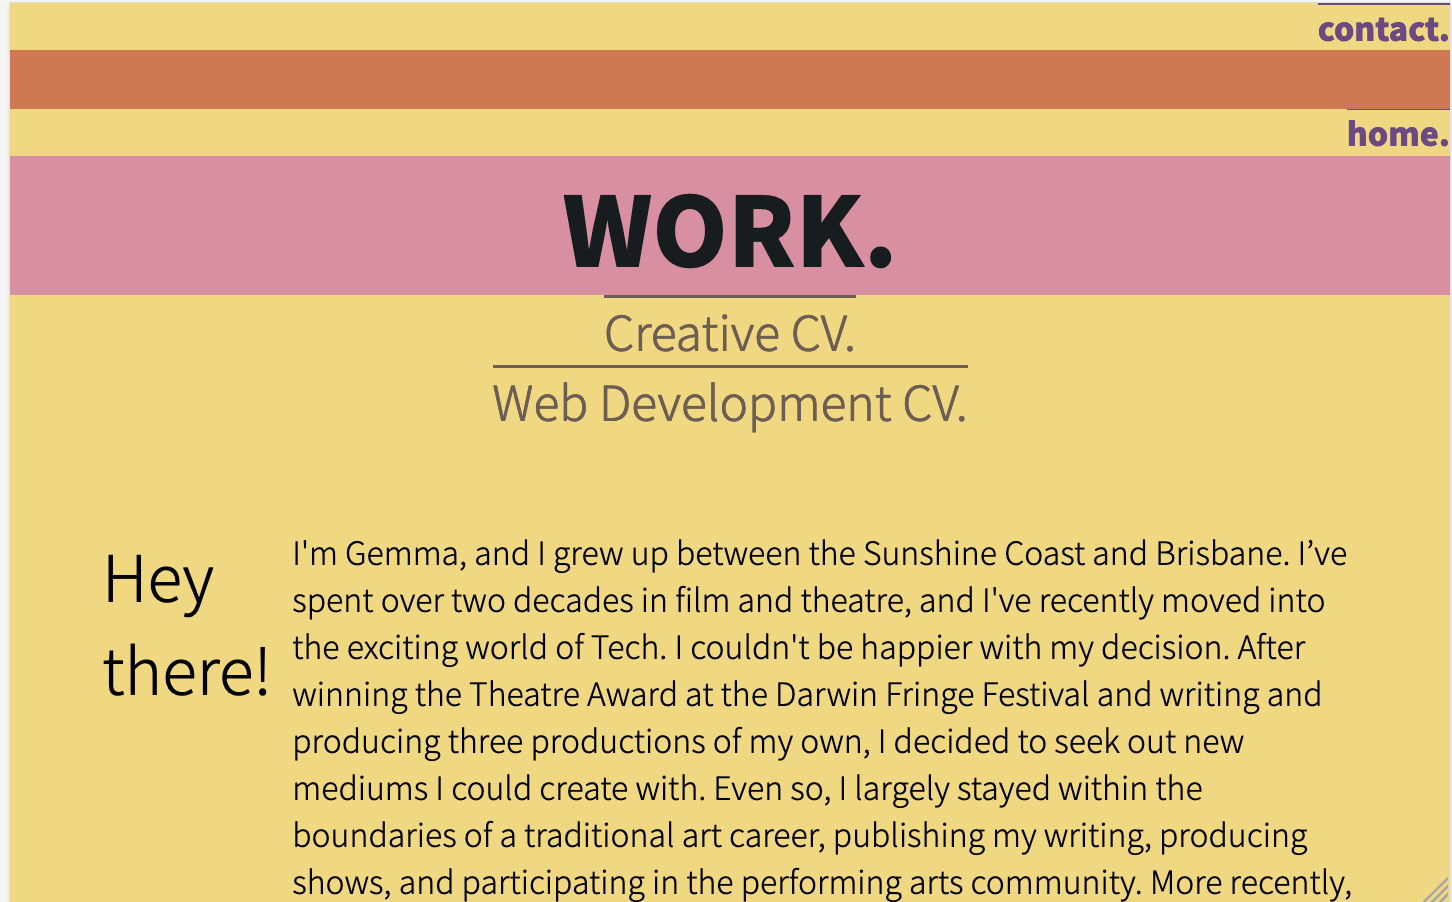 contact.
home.
WORK.
Creative CV.
Web Development CV.
Hey
there!
I'm Gemma, and I grew up between the Sunshine Coast and Brisbane. I’ve
spent over two decades in film and theatre, and I've recently moved into
the exciting world of Tech. I couldn't be happier with my decision. After
winning the Theatre Award at the Darwin Fringe Festival and writing and
producing three productions of my own, I decided to seek out new
mediums I could create with. Even so, I largely stayed within the
boundaries of a traditional art career, publishing my writing, producing
shows, and participating in the performing arts community. More recently,